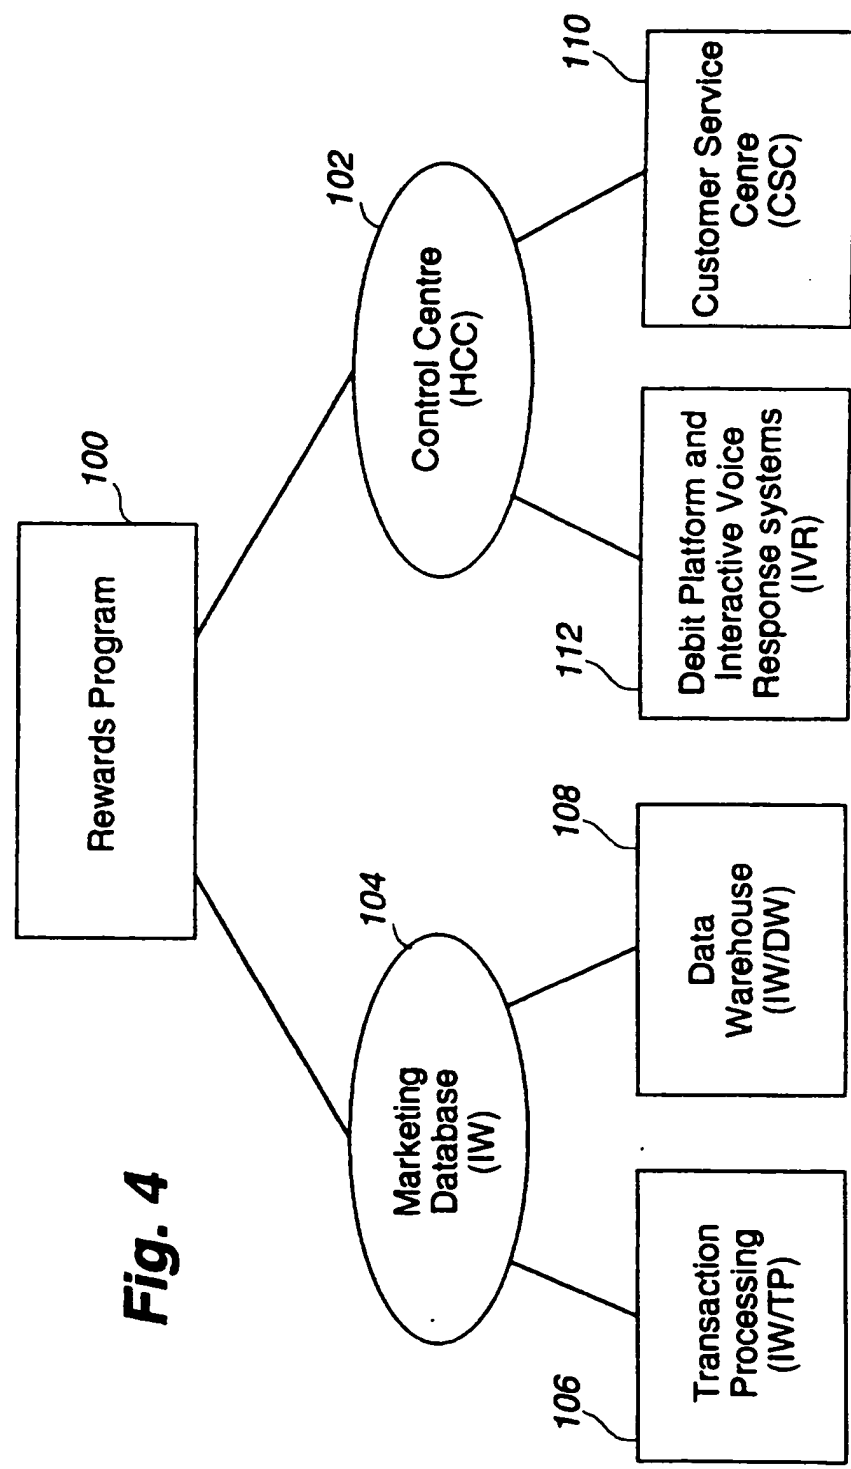 Fig. 4
100
Rewards Program
104
Marketing
Database
(IW)
102
Control Centre
(HCC)
106
Transaction
Processing
(IW/TP)
108
Data
Warehouse
(IW/DW)
112
Debit Platform and
Interactive Voice
Response systems
(IVR)
110
Customer Service
Cenre
(CSC)